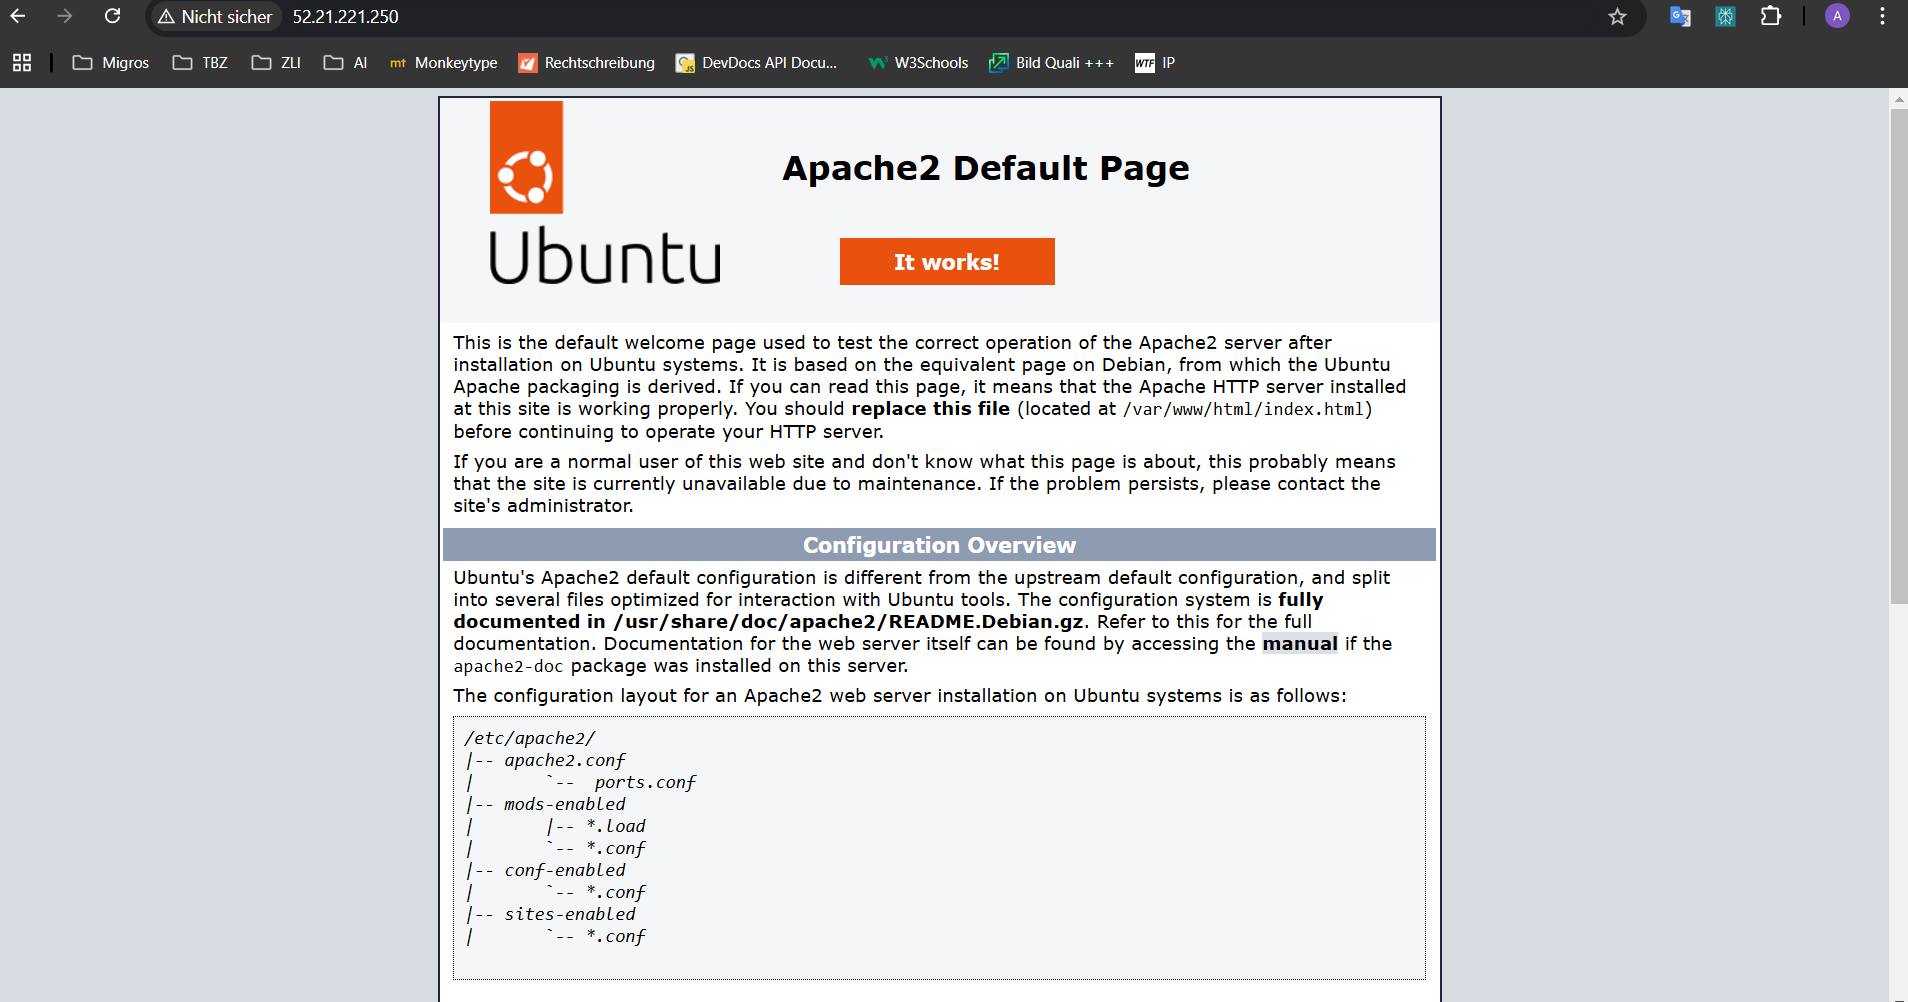 Nicht sicher 52.21.221.250
Migros TBZ ZLI AI mt Monkeytype Rechtschreibung JS DevDocs API Docu... W3Schools Bild Quali +++ WTF IP
A
Ubuntu
Apache2 Default Page
It works!
This is the default welcome page used to test the correct operation of the Apache2 server after
installation on Ubuntu systems. It is based on the equivalent page on Debian, from which the Ubuntu
Apache packaging is derived. If you can read this page, it means that the Apache HTTP server installed
at this site is working properly. You should replace this file (located at /var/www/html/index.html)
before continuing to operate your HTTP server.
If you are a normal user of this web site and don't know what this page is about, this probably means
that the site is currently unavailable due to maintenance. If the problem persists, please contact the
site's administrator.
Configuration Overview
Ubuntu's Apache2 default configuration is different from the upstream default configuration, and split
into several files optimized for interaction with Ubuntu tools. The configuration system is fully
documented in /usr/share/doc/apache2/README.Debian.gz. Refer to this for the full
documentation. Documentation for the web server itself can be found by accessing the manual if the
apache2-doc package was installed on this server.
The configuration layout for an Apache2 web server installation on Ubuntu systems is as follows:
/etc/apache2/
|-- apache2.conf
|       `--  ports.conf
|-- mods-enabled
|       |-- *.load
|       `-- *.conf
|-- conf-enabled
|       `-- *.conf
|-- sites-enabled
|       `-- *.conf